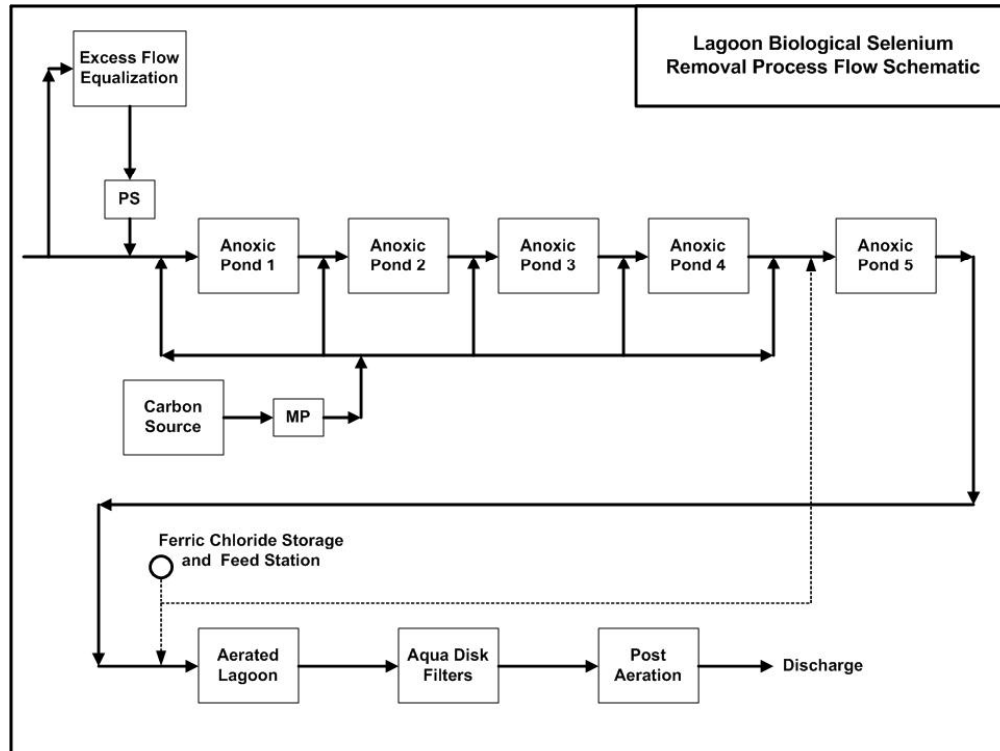 Lagoon Biological Selenium
Removal Process Flow Schematic
Excess Flow
Equalization
PS
Anoxic
Pond 1
Anoxic
Pond 2
Anoxic
Pond 3
Anoxic
Pond 4
Anoxic
Pond 5
Carbon
Source
MP
Ferric Chloride Storage
and Feed Station
Aerated
Lagoon
Aqua Disk
Filters
Post
Aeration
Discharge